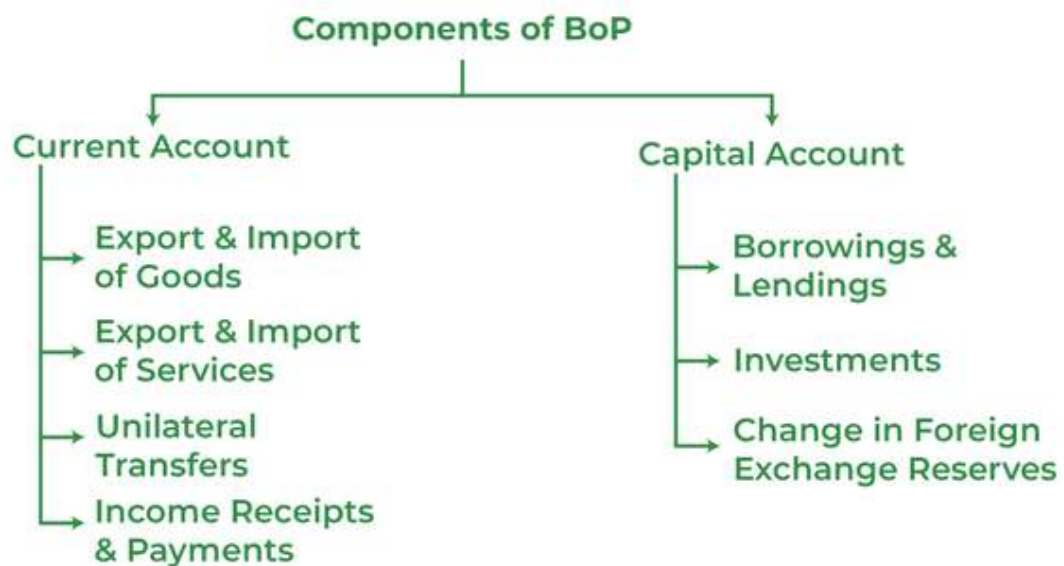 Components of BoP
Current Account
Export & Import
of Goods
Export & Import
of Services
Unilateral
Transfers
Income Receipts
& Payments
Capital Account
Borrowings &
Lendings
Investments
Change in Foreign
Exchange Reserves